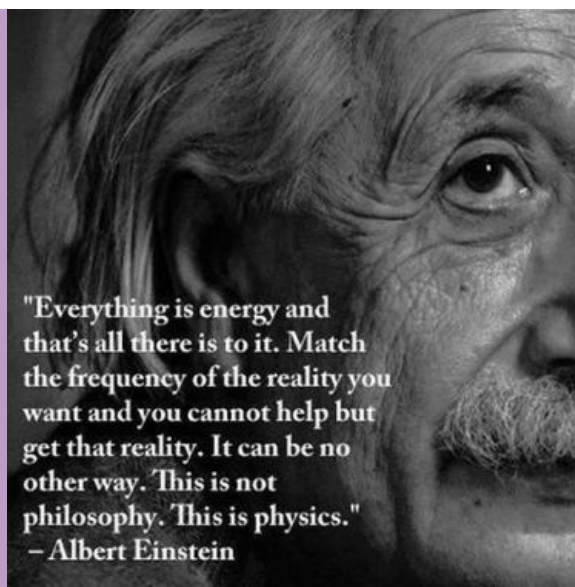 "Everything is energy and
that’s all there is to it. Match
the frequency of the reality you
want and you cannot help but
get that reality. It can be no
other way. This is not
philosophy. This is physics."
– Albert Einstein